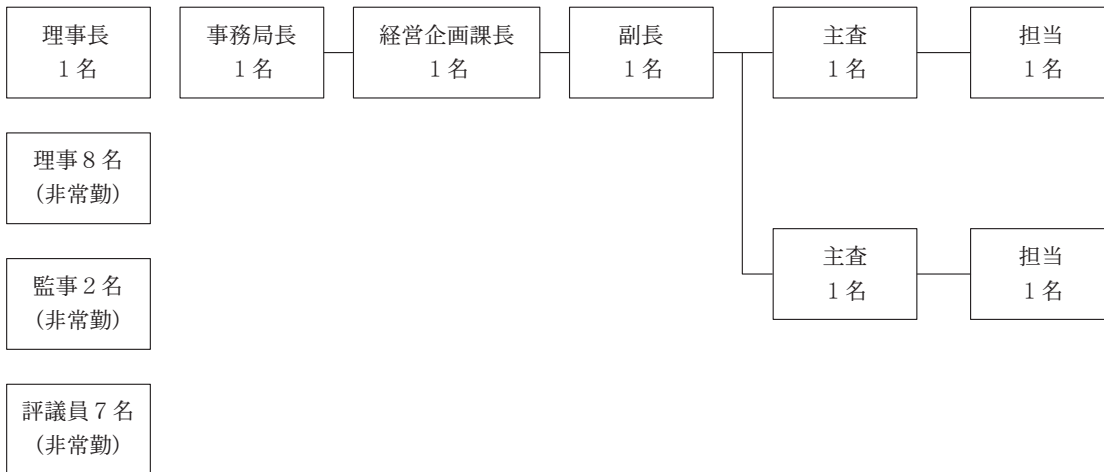 理事長
1名
事務局長
1名
経営企画課長
1名
副長
1名
主査
1名
担当
1名
理事8名
(非常勤)
主査
1名
担当
1名
監事2名
(非常勤)
評議員7名
(非常勤)